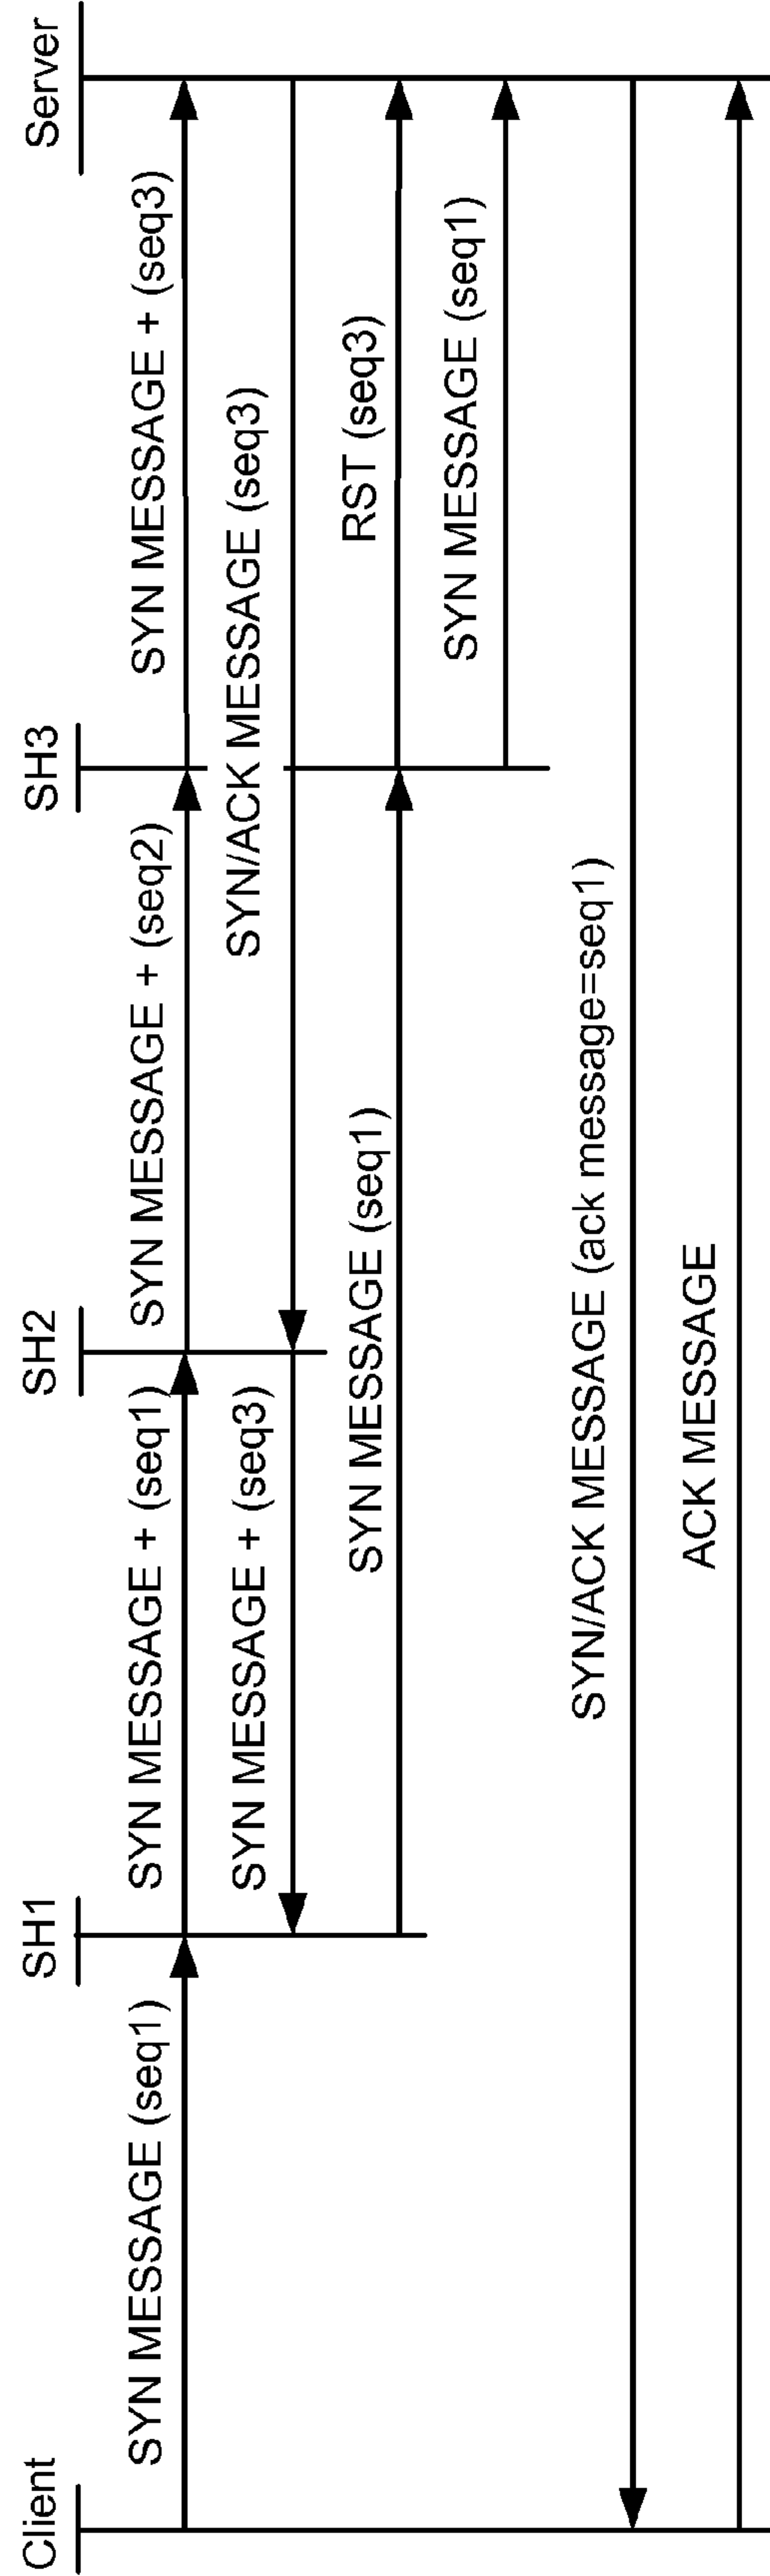 Client
SH1
SH2
SH3
Server
SYN MESSAGE (seq1)
SYN MESSAGE + (seq1)
SYN MESSAGE + (seq2)
SYN MESSAGE + (seq3)
SYN MESSAGE + (seq3)
SYN/ACK MESSAGE (seq3)
SYN MESSAGE (seq1)
RST (seq3)
SYN MESSAGE (seq1)
SYN/ACK MESSAGE (ack message=seq1)
ACK MESSAGE